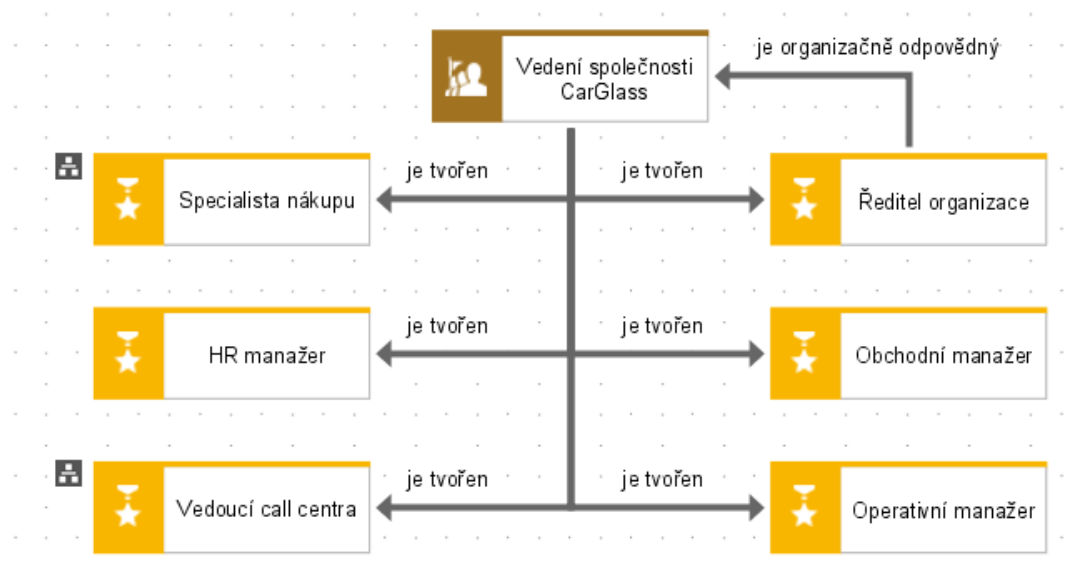 Vedení společnosti
CarGlass
je organizačně odpovědný
je tvořen
je tvořen
Specialista nákupu
Ředitel organizace
je tvořen
je tvořen
HR manažer
Obchodní manažer
je tvořen
je tvořen
Vedoucí call centra
Operativní manažer